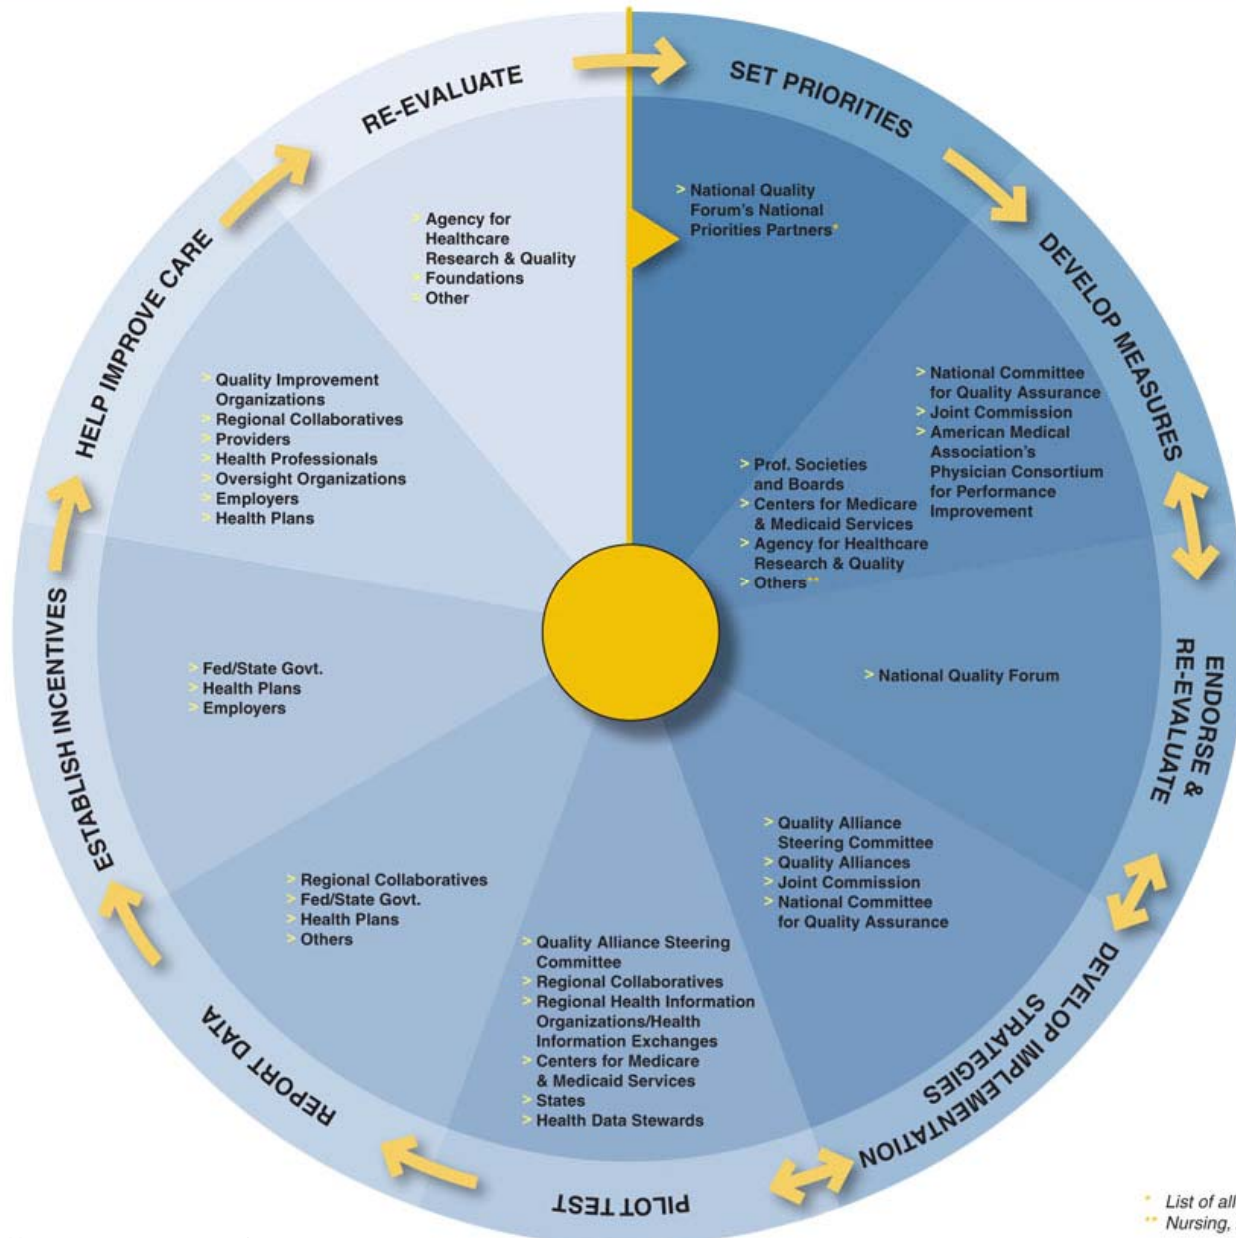 SET PRIORITIES
> National Quality
Forum's National
Priorities Partners*
DEVELOP MEASURES
> National Committee
for Quality Assurance
> Joint Commission
> American Medical
Association's
Physician Consortium
for Performance
Improvement
> Prof. Societies
and Boards
> Centers for Medicare
& Medicaid Services
> Agency for Healthcare
Research & Quality
> Others**
ENDORSE &
RE-EVALUATE
> National Quality Forum
DEVELOP IMPLEMENTATION
STRATEGIES
> Quality Alliance
Steering Committee
> Quality Alliances
> Joint Commission
> National Committee
for Quality Assurance
PILOT TEST
> Quality Alliance Steering
Committee
> Regional Collaboratives
> Regional Health Information
Organizations/Health
Information Exchanges
> Centers for Medicare
& Medicaid Services
> States
> Health Data Stewards
REPORT DATA
> Regional Collaboratives
> Fed/State Govt.
> Health Plans
> Others
ESTABLISH INCENTIVES
> Fed/State Govt.
> Health Plans
> Employers
HELP IMPROVE CARE
> Quality Improvement
Organizations
> Regional Collaboratives
> Providers
> Health Professionals
> Oversight Organizations
> Employers
> Health Plans
RE-EVALUATE
> Agency for
Healthcare
Research & Quality
> Foundations
> Other
* List of all
** Nursing,